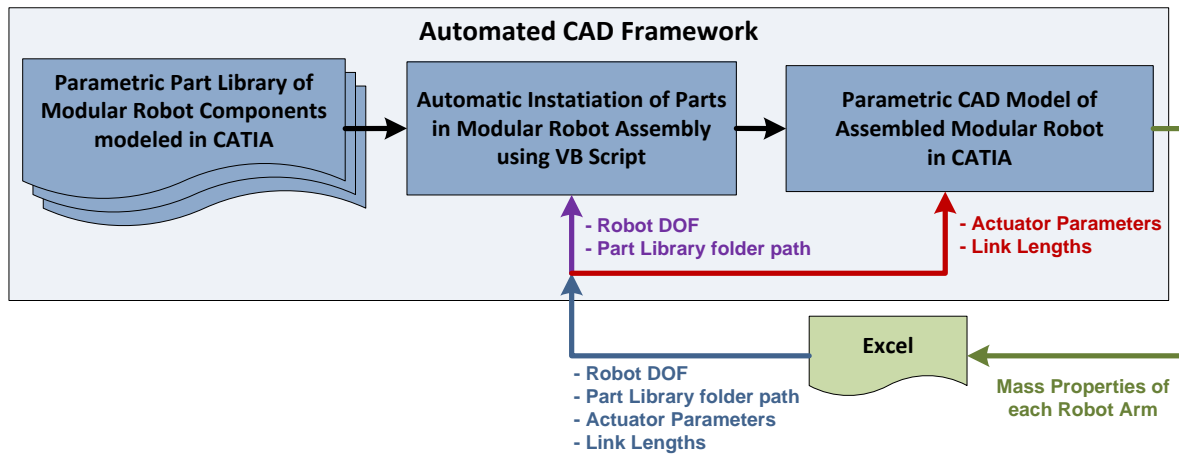 Automated CAD Framework
Parametric Part Library of
Modular Robot Components
modeled in CATIA
Automatic Instatiation of Parts
in Modular Robot Assembly
using VB Script
Parametric CAD Model of
Assembled Modular Robot
in CATIA
- Robot DOF
- Part Library folder path
- Actuator Parameters
- Link Lengths
Excel
- Robot DOF
- Part Library folder path
- Actuator Parameters
- Link Lengths
Mass Properties of
each Robot Arm